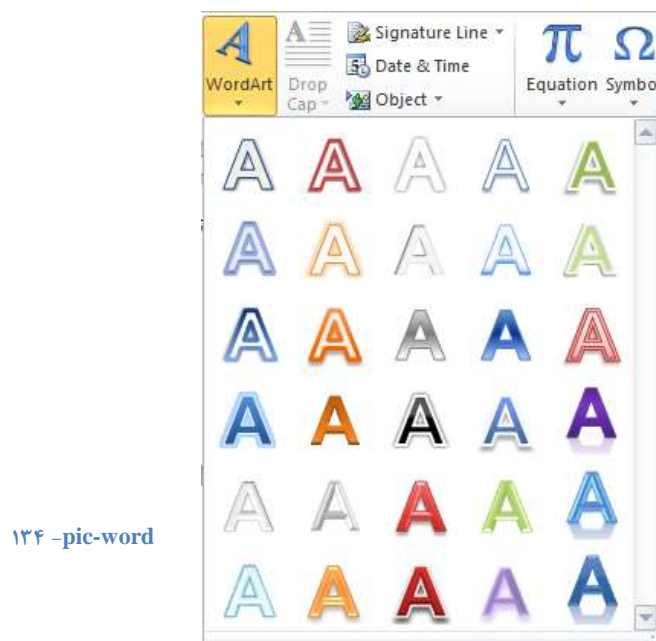 Signature Line
Date & Time
Object
WordArt
Drop
Cap
Equation
Symbo
A A A A A
A A A A A
A A A A A
A A A A A
A A A A A
A A A A A
۱۳۴ –pic-word